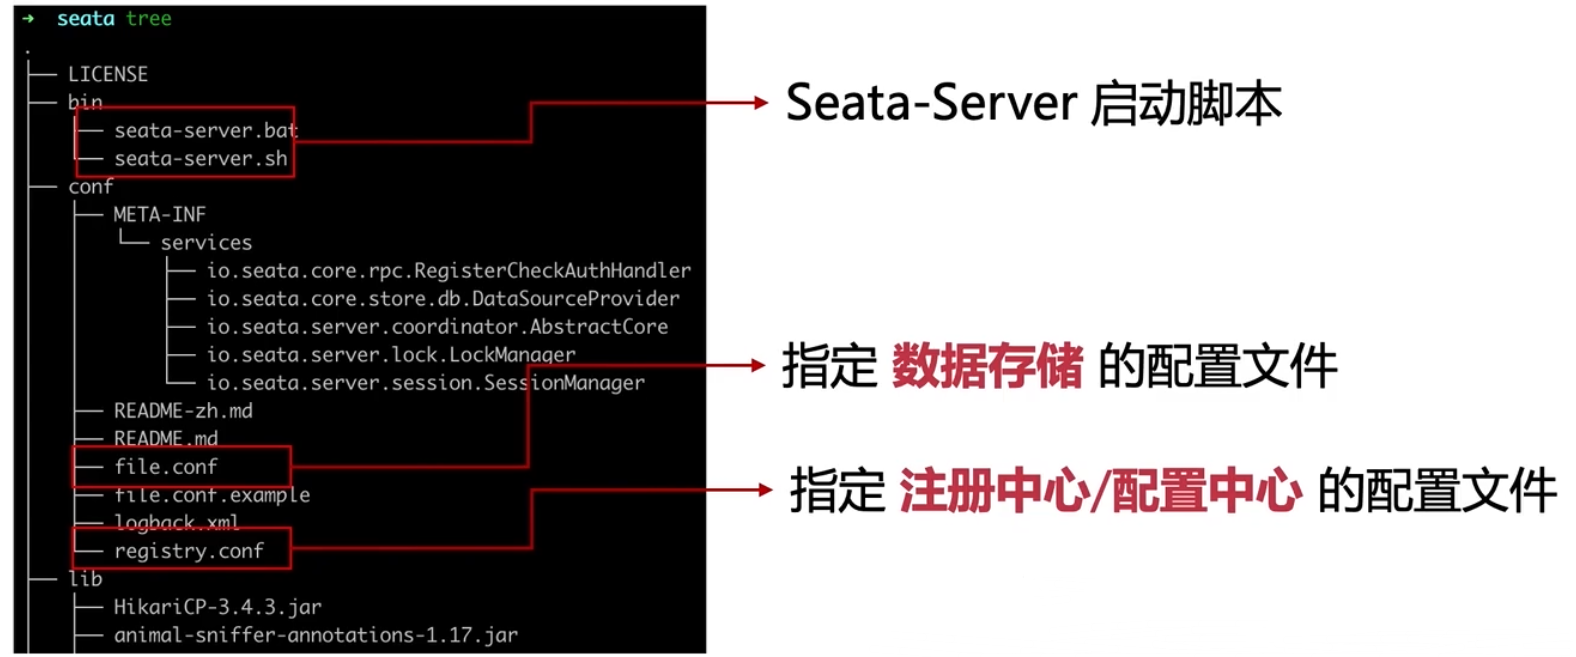 → seata tree
.
├── LICENSE
├── bin
│   ├── seata-server.bat
│   └── seata-server.sh
Seata-Server 启动脚本
├── conf
│   ├── META-INF
│   │   └── services
│   │       ├── io.seata.core.rpc.RegisterCheckAuthHandler
│   │       ├── io.seata.core.store.db.DataSourceProvider
│   │       ├── io.seata.server.coordinator.AbstractCore
│   │       ├── io.seata.server.lock.LockManager
│   │       └── io.seata.server.session.SessionManager
│   ├── README-zh.md
│   ├── README.md
│   ├── file.conf
指定 数据存储 的配置文件
│   ├── file.conf.example
│   ├── logback.xml
│   └── registry.conf
指定 注册中心/配置中心 的配置文件
├── lib
│   ├── HikariCP-3.4.3.jar
│   ├── animal-sniffer-annotations-1.17.jar